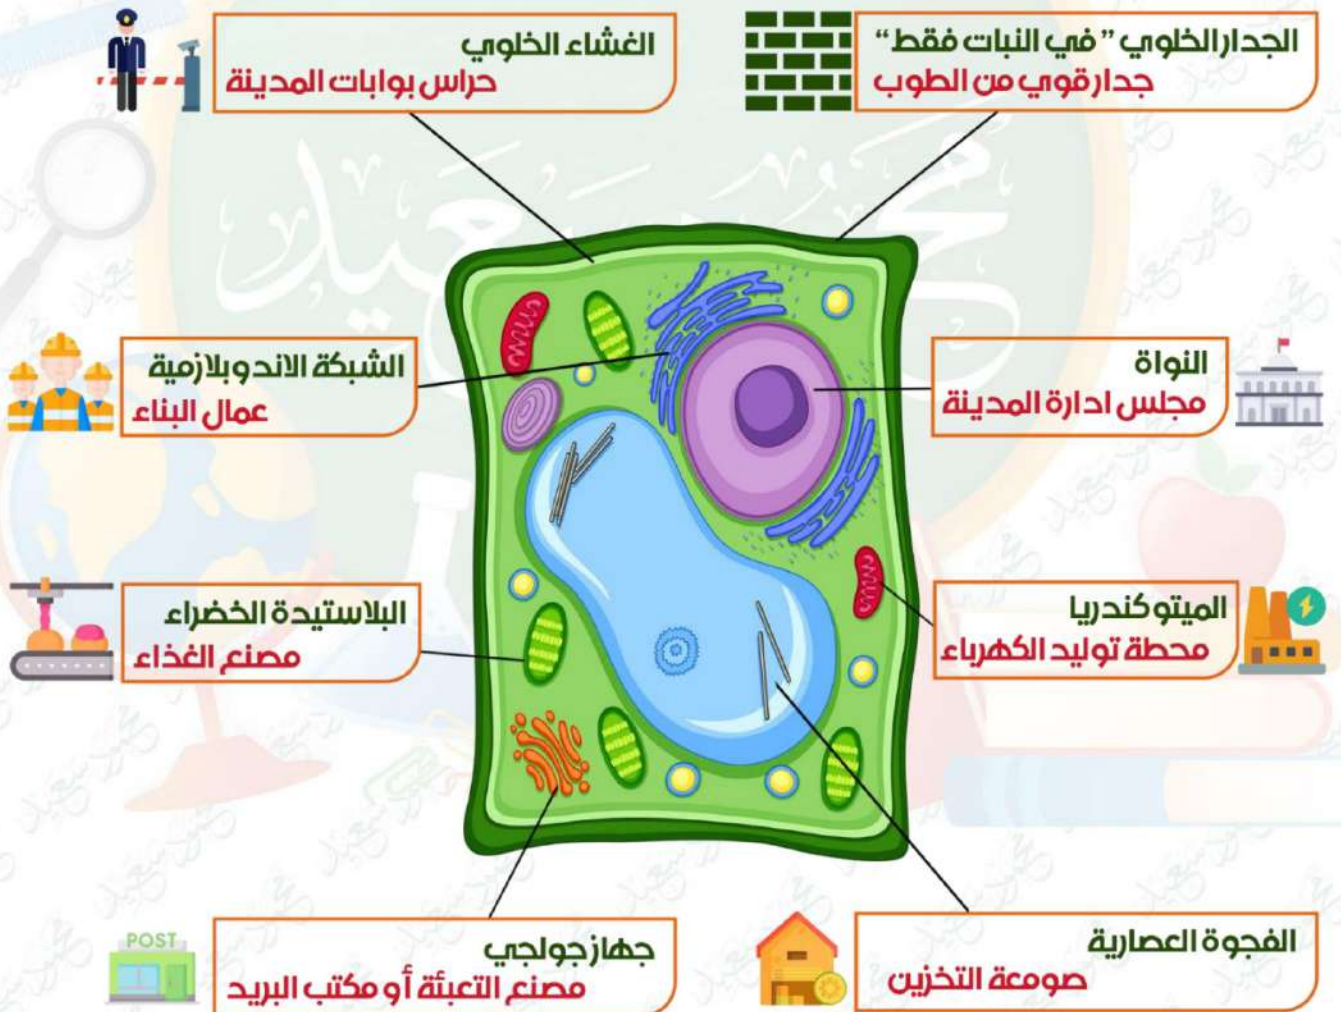 الجدار الخلوي "في النبات فقط"
جدار قوي من الطوب
الغشاء الخلوي
حراس بوابات المدينة
محمود سعيد
النواة
مجلس ادارة المدينة
الشبكة الاندوبلازمية
عمال البناء
الميتوكندريا
محطة توليد الكهرباء
البلاستيدة الخضراء
مصنع الغذاء
الفجوة العصارية
صومعة التخزين
جهاز جولجي
مصنع التعبئة أو مكتب البريد
POST